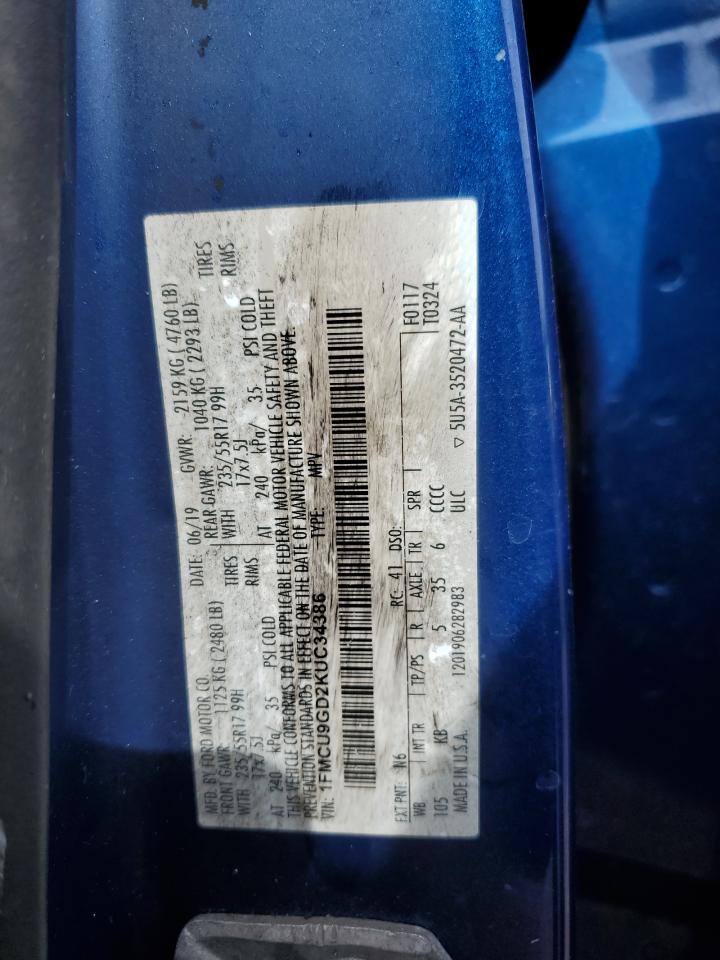 MFD. BY FORD MOTOR CO.
DATE: 06/19
GVWR: 2159 KG ( 4760 LB)
FRONT GAWR: 1125 KG ( 2480 LB)
REAR GAWR: 1040 KG ( 2293 LB)
WITH 235/55R17 99H TIRES
WITH 235/55R17 99H TIRES
17x7.5J RIMS
17x7.5J RIMS
AT 240 kPa/ 35 PSI COLD
AT 240 kPa/ 35 PSI COLD
THIS VEHICLE CONFORMS TO ALL APPLICABLE FEDERAL MOTOR VEHICLE SAFETY AND THEFT
PREVENTION STANDARDS IN EFFECT ON THE DATE OF MANUFACTURE SHOWN ABOVE.
VIN: 1FMCU9GD2KUC34386 TYPE: MPV
EXT PNT: N6 RC: 41 DSO: F0117
WB INT TR TP/PS R AXLE TR SPR T0324
105 KB 5 35 6 CCCC
MADE IN U.S.A. 1201906282983 ULC ▽ 5U5A-3520472-AA